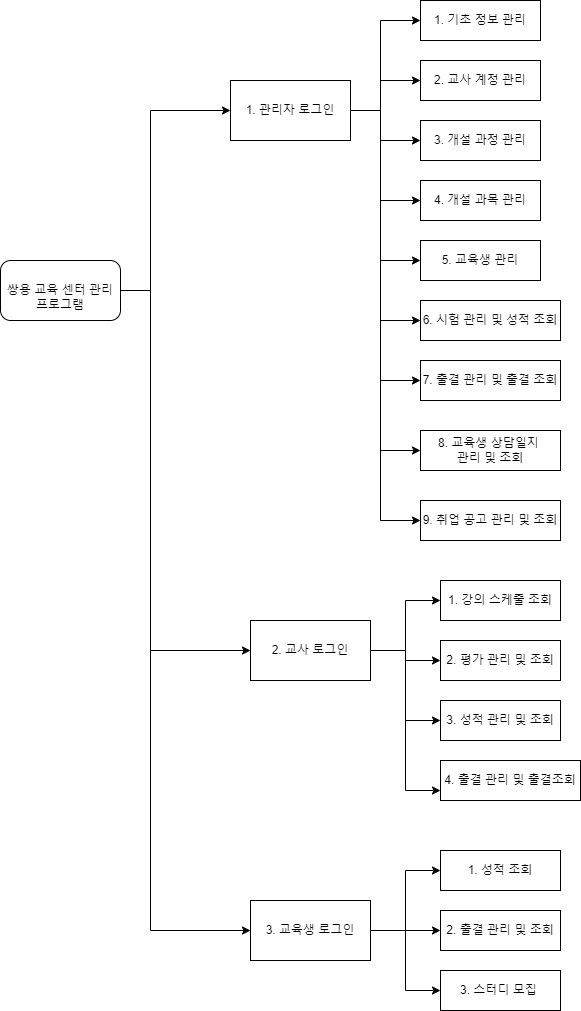 쌍용 교육 센터 관리
프로그램
1. 관리자 로그인
1. 기초 정보 관리
2. 교사 계정 관리
3. 개설 과정 관리
4. 개설 과목 관리
5. 교육생 관리
6. 시험 관리 및 성적 조회
7. 출결 관리 및 출결 조회
8. 교육생 상담일지
관리 및 조회
9. 취업 공고 관리 및 조회
2. 교사 로그인
1. 강의 스케줄 조회
2. 평가 관리 및 조회
3. 성적 관리 및 조회
4. 출결 관리 및 출결조회
3. 교육생 로그인
1. 성적 조회
2. 출결 관리 및 조회
3. 스터디 모집